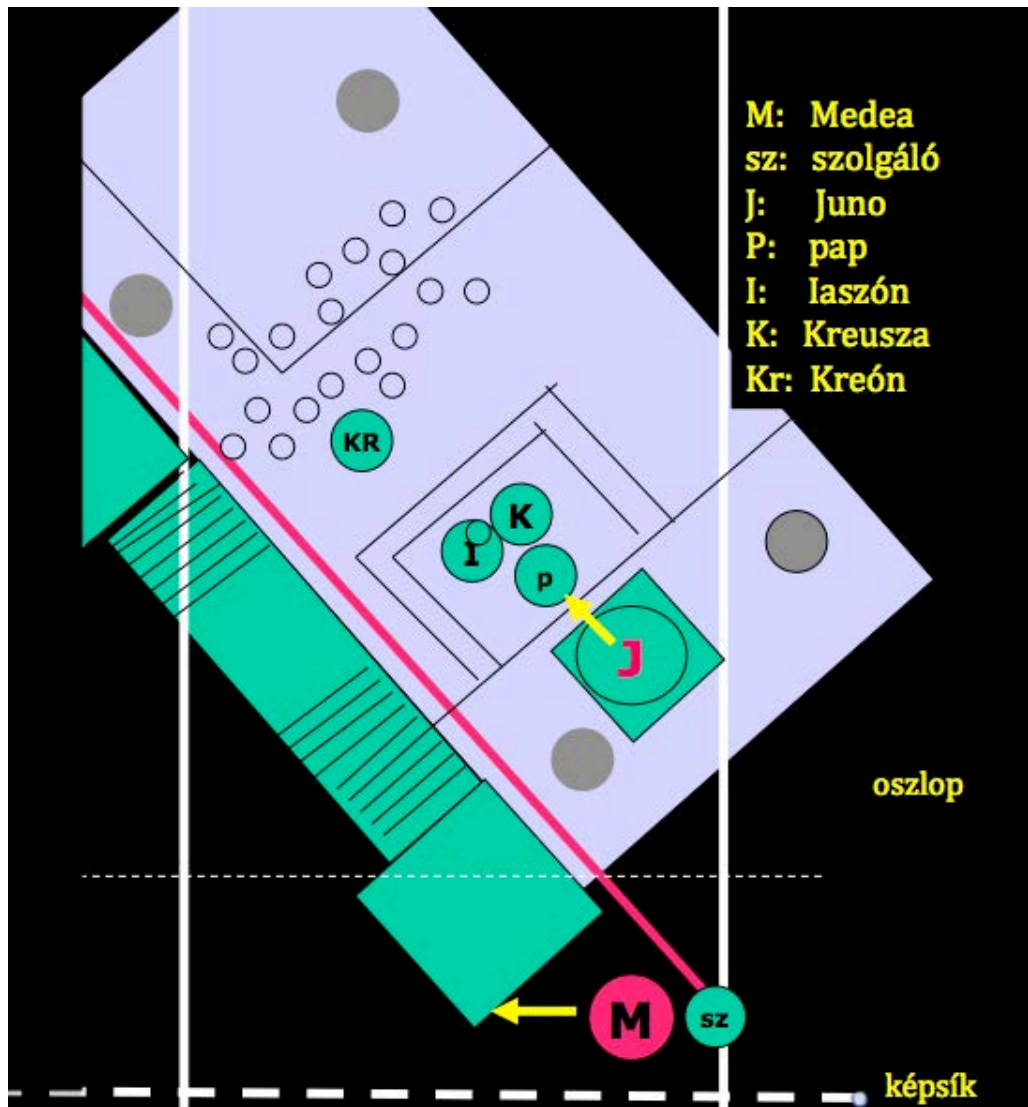 M: Medea
sz: szolgáló
J: Juno
P: pap
I: Iaszón
K: Kreusza
Kr: Kreón
KR
K
I
p
J
oszlop
M
sz
képsík